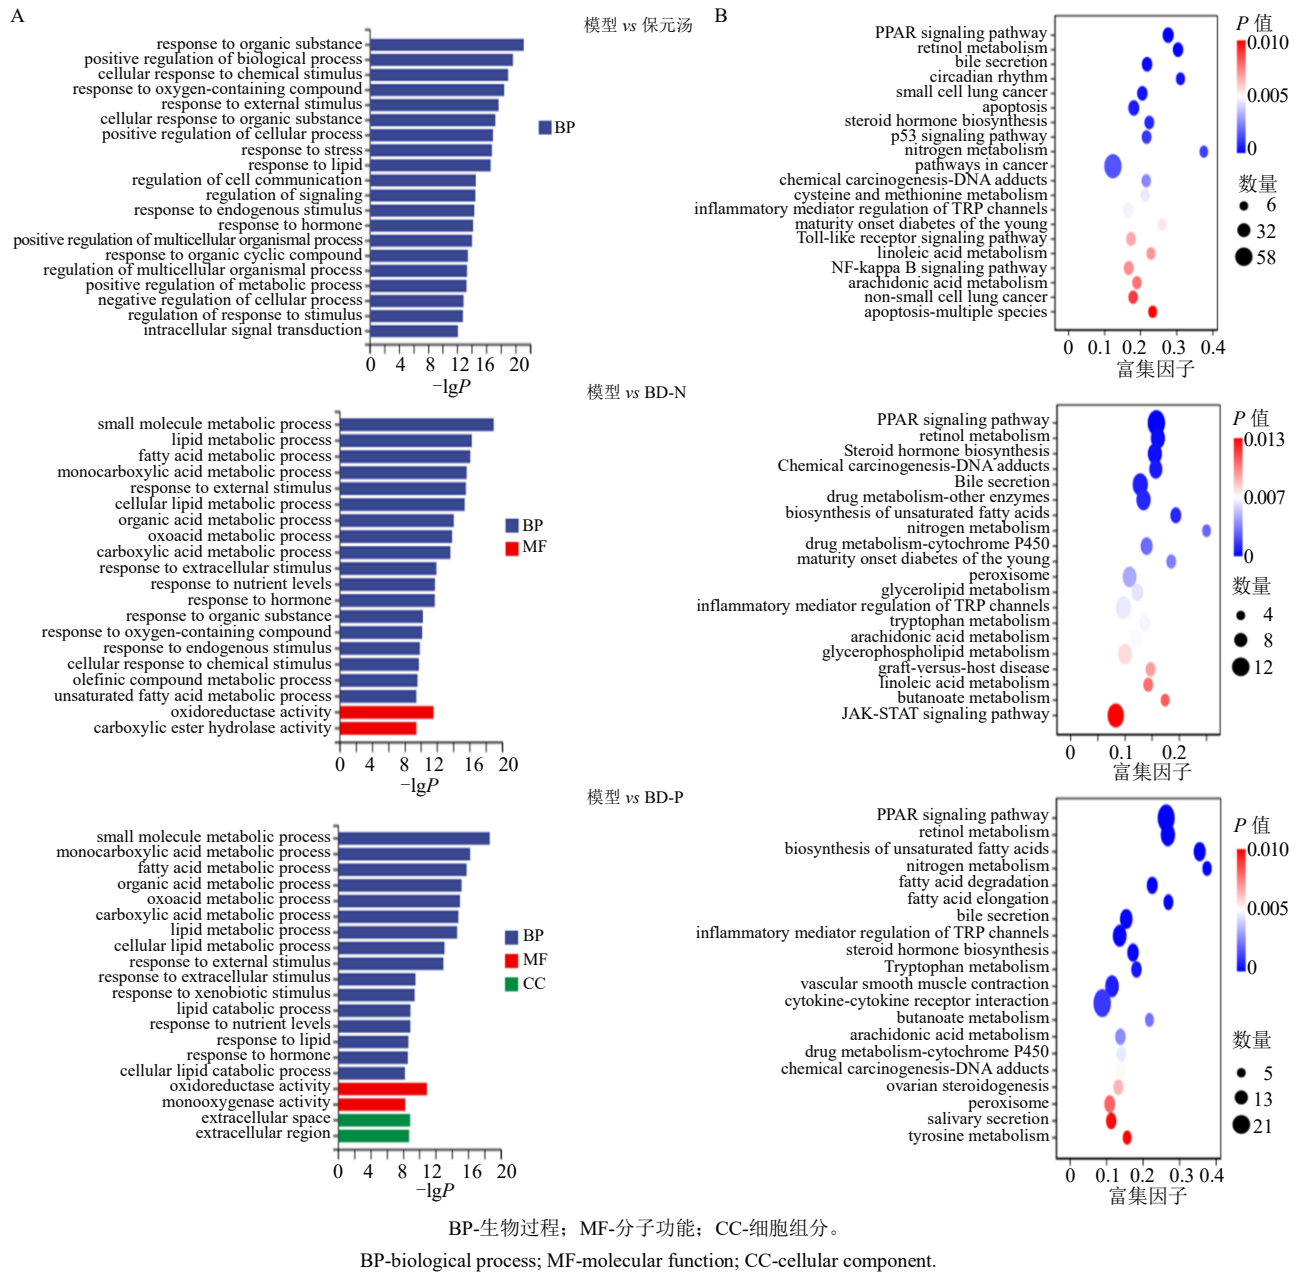 A
模型 vs 保元汤
response to organic substance
positive regulation of biological process
cellular response to chemical stimulus
response to oxygen-containing compound
response to external stimulus
cellular response to organic substance
positive regulation of cellular process
response to stress
response to lipid
regulation of cell communication
regulation of signaling
response to endogenous stimulus
response to hormone
positive regulation of multicellular organismal process
response to organic cyclic compound
regulation of multicellular organismal process
positive regulation of metabolic process
negative regulation of cellular process
regulation of response to stimulus
intracellular signal transduction
BP
0 4 8 12 16 20
−lgP
B
PPAR signaling pathway
retinol metabolism
bile secretion
circadian rhythm
small cell lung cancer
apoptosis
steroid hormone biosynthesis
p53 signaling pathway
nitrogen metabolism
pathways in cancer
chemical carcinogenesis-DNA adducts
cysteine and methionine metabolism
inflammatory mediator regulation of TRP channels
maturity onset diabetes of the young
Toll-like receptor signaling pathway
linoleic acid metabolism
NF-kappa B signaling pathway
arachidonic acid metabolism
non-small cell lung cancer
apoptosis-multiple species
0 0.1 0.2 0.3 0.4
富集因子
P 值
0.010
0.005
0
数量
6
32
58
模型 vs BD-N
small molecule metabolic process
lipid metabolic process
fatty acid metabolic process
monocarboxylic acid metabolic process
response to external stimulus
cellular lipid metabolic process
organic acid metabolic process
oxoacid metabolic process
carboxylic acid metabolic process
response to extracellular stimulus
response to nutrient levels
response to hormone
response to organic substance
response to oxygen-containing compound
response to endogenous stimulus
cellular response to chemical stimulus
olefinic compound metabolic process
unsaturated fatty acid metabolic process
oxidoreductase activity
carboxylic ester hydrolase activity
BP
MF
0 4 8 12 16 20
−lgP
PPAR signaling pathway
retinol metabolism
Steroid hormone biosynthesis
Chemical carcinogenesis-DNA adducts
Bile secretion
drug metabolism-other enzymes
biosynthesis of unsaturated fatty acids
nitrogen metabolism
drug metabolism-cytochrome P450
maturity onset diabetes of the young
peroxisome
glycerolipid metabolism
inflammatory mediator regulation of TRP channels
tryptophan metabolism
arachidonic acid metabolism
glycerophospholipid metabolism
graft-versus-host disease
linoleic acid metabolism
butanoate metabolism
JAK-STAT signaling pathway
0 0.1 0.2
富集因子
P 值
0.013
0.007
0
数量
4
8
12
模型 vs BD-P
small molecule metabolic process
monocarboxylic acid metabolic process
fatty acid metabolic process
organic acid metabolic process
oxoacid metabolic process
carboxylic acid metabolic process
lipid metabolic process
cellular lipid metabolic process
response to external stimulus
response to extracellular stimulus
response to xenobiotic stimulus
lipid catabolic process
response to nutrient levels
response to lipid
response to hormone
cellular lipid catabolic process
oxidoreductase activity
monooxygenase activity
extracellular space
extracellular region
BP
MF
CC
0 4 8 12 16 20
−lgP
PPAR signaling pathway
retinol metabolism
biosynthesis of unsaturated fatty acids
nitrogen metabolism
fatty acid degradation
fatty acid elongation
bile secretion
inflammatory mediator regulation of TRP channels
steroid hormone biosynthesis
Tryptophan metabolism
vascular smooth muscle contraction
cytokine-cytokine receptor interaction
butanoate metabolism
arachidonic acid metabolism
drug metabolism-cytochrome P450
chemical carcinogenesis-DNA adducts
ovarian steroidogenesis
peroxisome
salivary secretion
tyrosine metabolism
0 0.1 0.2 0.3 0.4
富集因子
P 值
0.010
0.005
0
数量
5
13
21
BP-生物过程；MF-分子功能；CC-细胞组分。
BP-biological process; MF-molecular function; CC-cellular component.